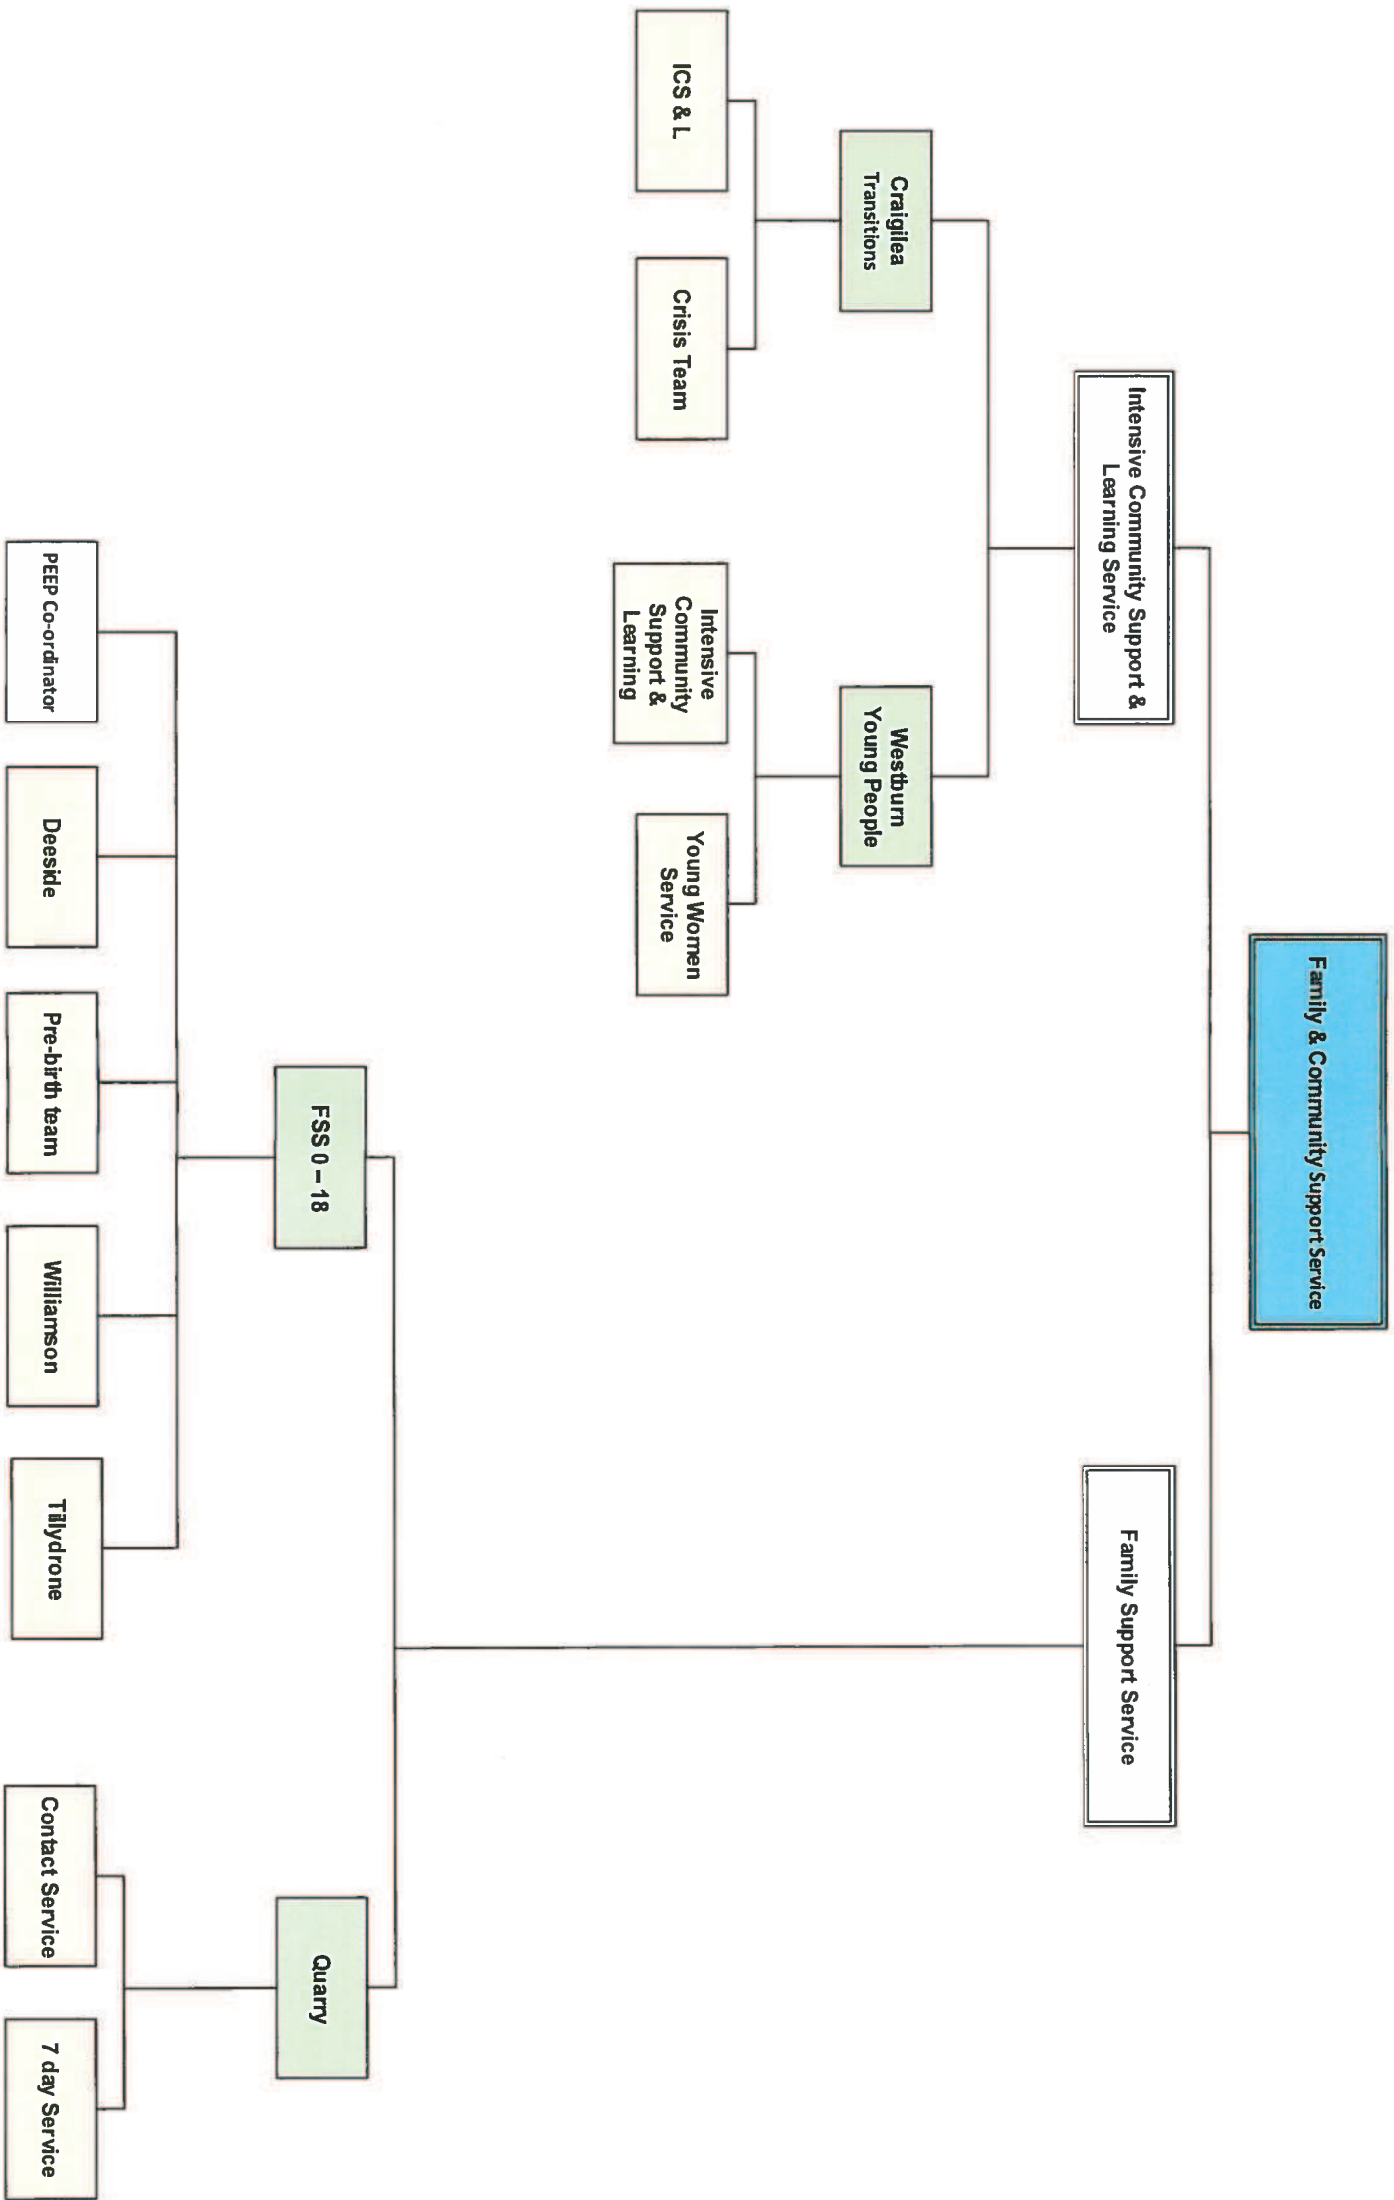 Family & Community Support Service
Intensive Community Support &
Learning Service
Family Support Service
Craigilea
Transitions
Westburn
Young People
ICS & L
Crisis Team
Intensive
Community
Support &
Learning
Young Women
Service
FSS 0 – 18
Quarry
PEEP Co-ordinator
Deeside
Pre-birth team
Williamson
Tillydrone
Contact Service
7 day Service